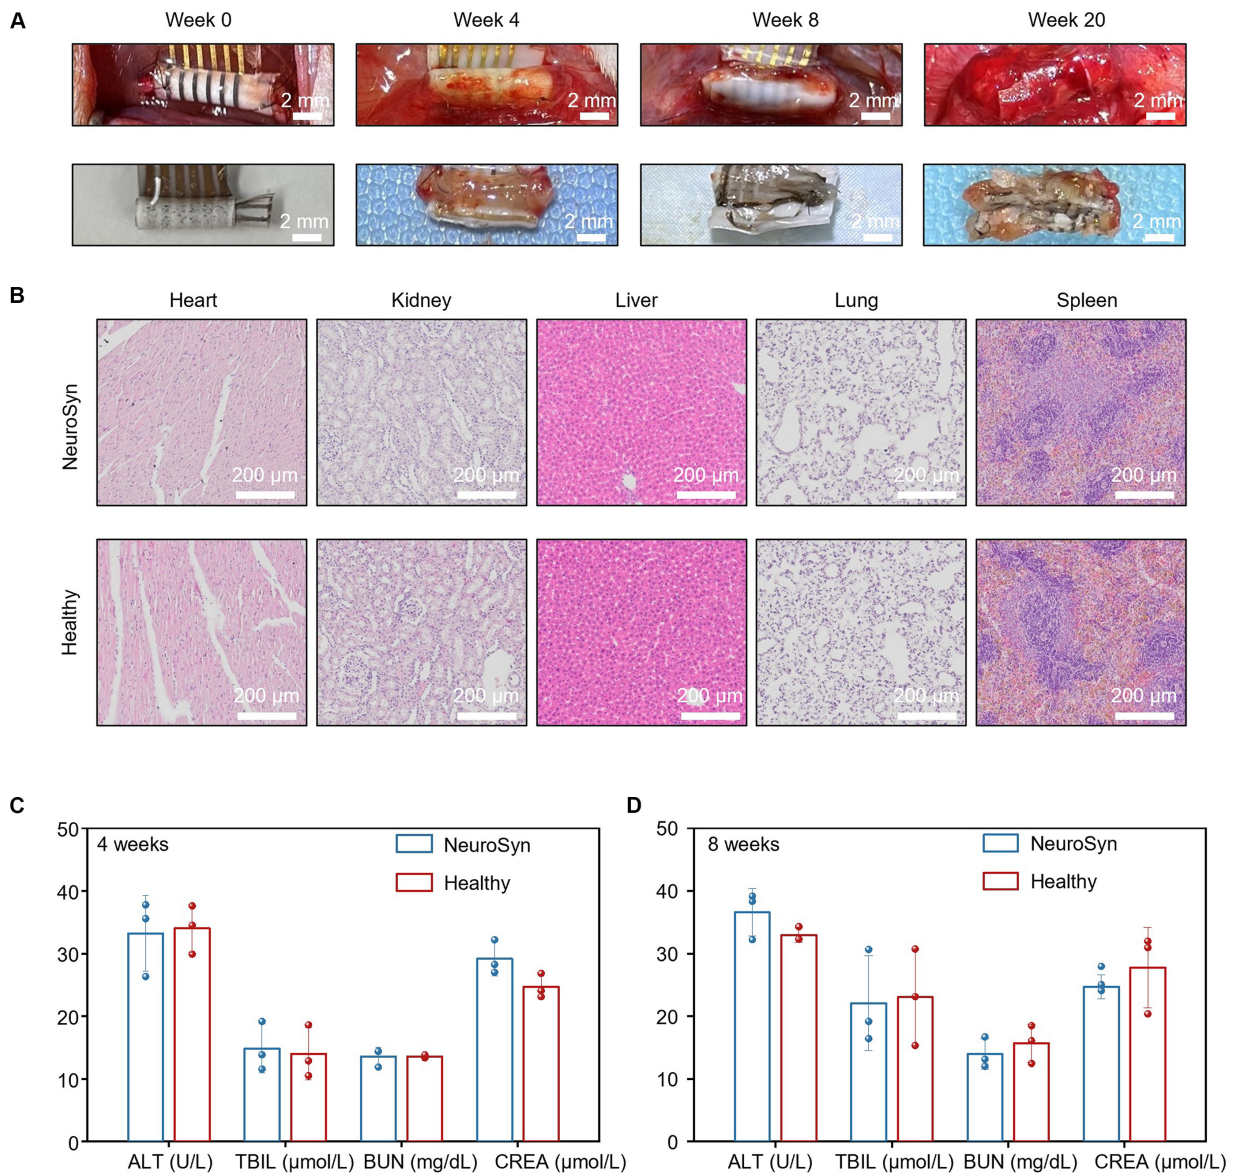 A
Week 0
Week 4
Week 8
Week 20
2 mm
2 mm
2 mm
2 mm
2 mm
2 mm
2 mm
2 mm
B
Heart
Kidney
Liver
Lung
Spleen
NeuroSyn
200 µm
200 µm
200 µm
200 µm
200 µm
Healthy
200 µm
200 µm
200 µm
200 µm
200 µm
C
50
40
30
20
10
0
4 weeks
NeuroSyn
Healthy
ALT (U/L)
TBIL (µmol/L)
BUN (mg/dL)
CREA (µmol/L)
D
50
40
30
20
10
0
8 weeks
NeuroSyn
Healthy
ALT (U/L)
TBIL (µmol/L)
BUN (mg/dL)
CREA (µmol/L)